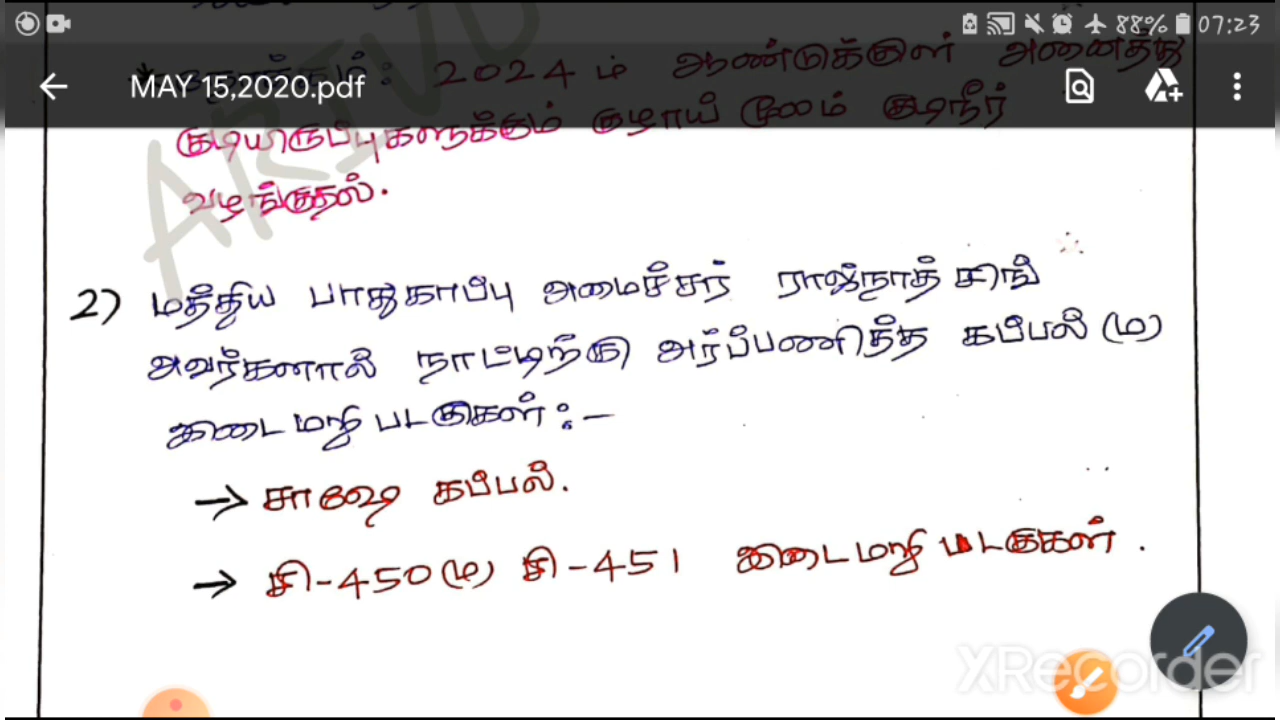 88% 07:23
MAY 15,2020.pdf
ARIVU
2024 ம் ஆண்டுக்குள் அனைத்து
குடியிருப்புகளுக்கும் குழாய் மூலம் குடிநீர்
வழங்குதல்.
2) மத்திய பாதுகாப்பு அமைச்சர் ராஜ்நாத் சிங்
அவர்களால் நாட்டிற்கு அர்ப்பணித்த கப்பல் (ம)
இடைமறி படகுகள் :-
→ சாஷே கப்பல்.
→ சி-450 (ம) சி-451 இடைமறி படகுகள்.
XRecorder